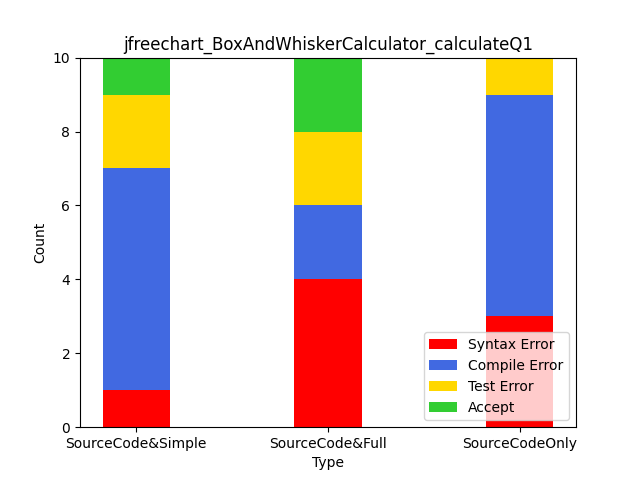 jfreechart_BoxAndWhiskerCalculator_calculateQ1
10
8
6
4
2
0
Count
SourceCode&Simple
SourceCode&Full
SourceCodeOnly
Type
Syntax Error
Compile Error
Test Error
Accept